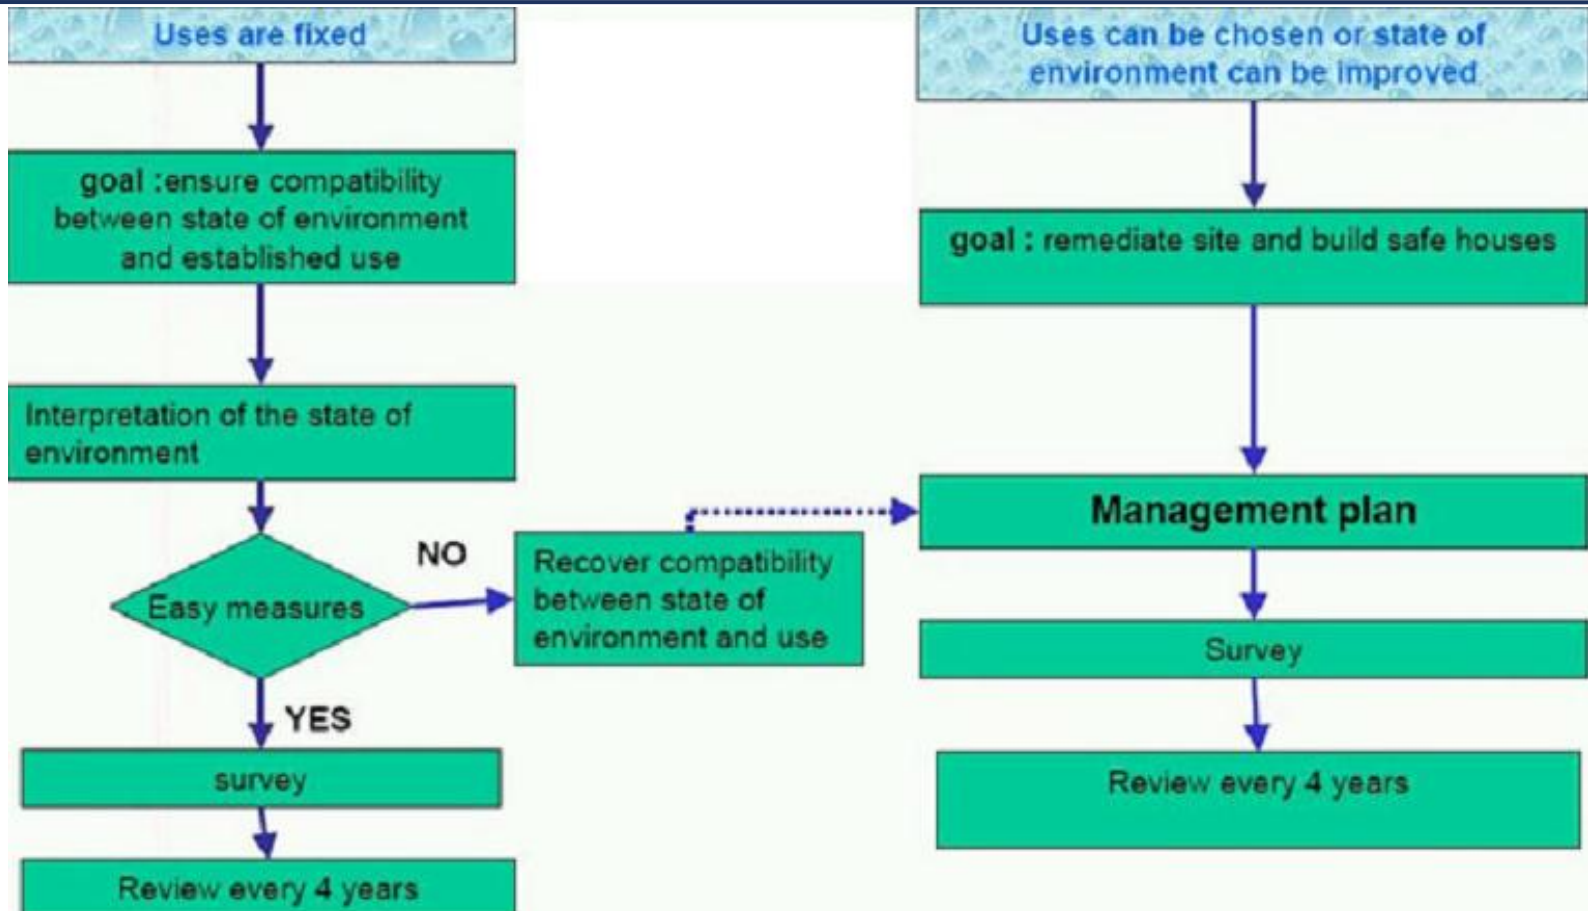 Uses are fixed
goal :ensure compatibility
between state of environment
and established use
Interpretation of the state of
environment
Easy measures
NO
YES
Recover compatibility
between state of
environment and use
survey
Review every 4 years
Uses can be chosen or state of
environment can be improved
goal : remediate site and build safe houses
Management plan
Survey
Review every 4 years